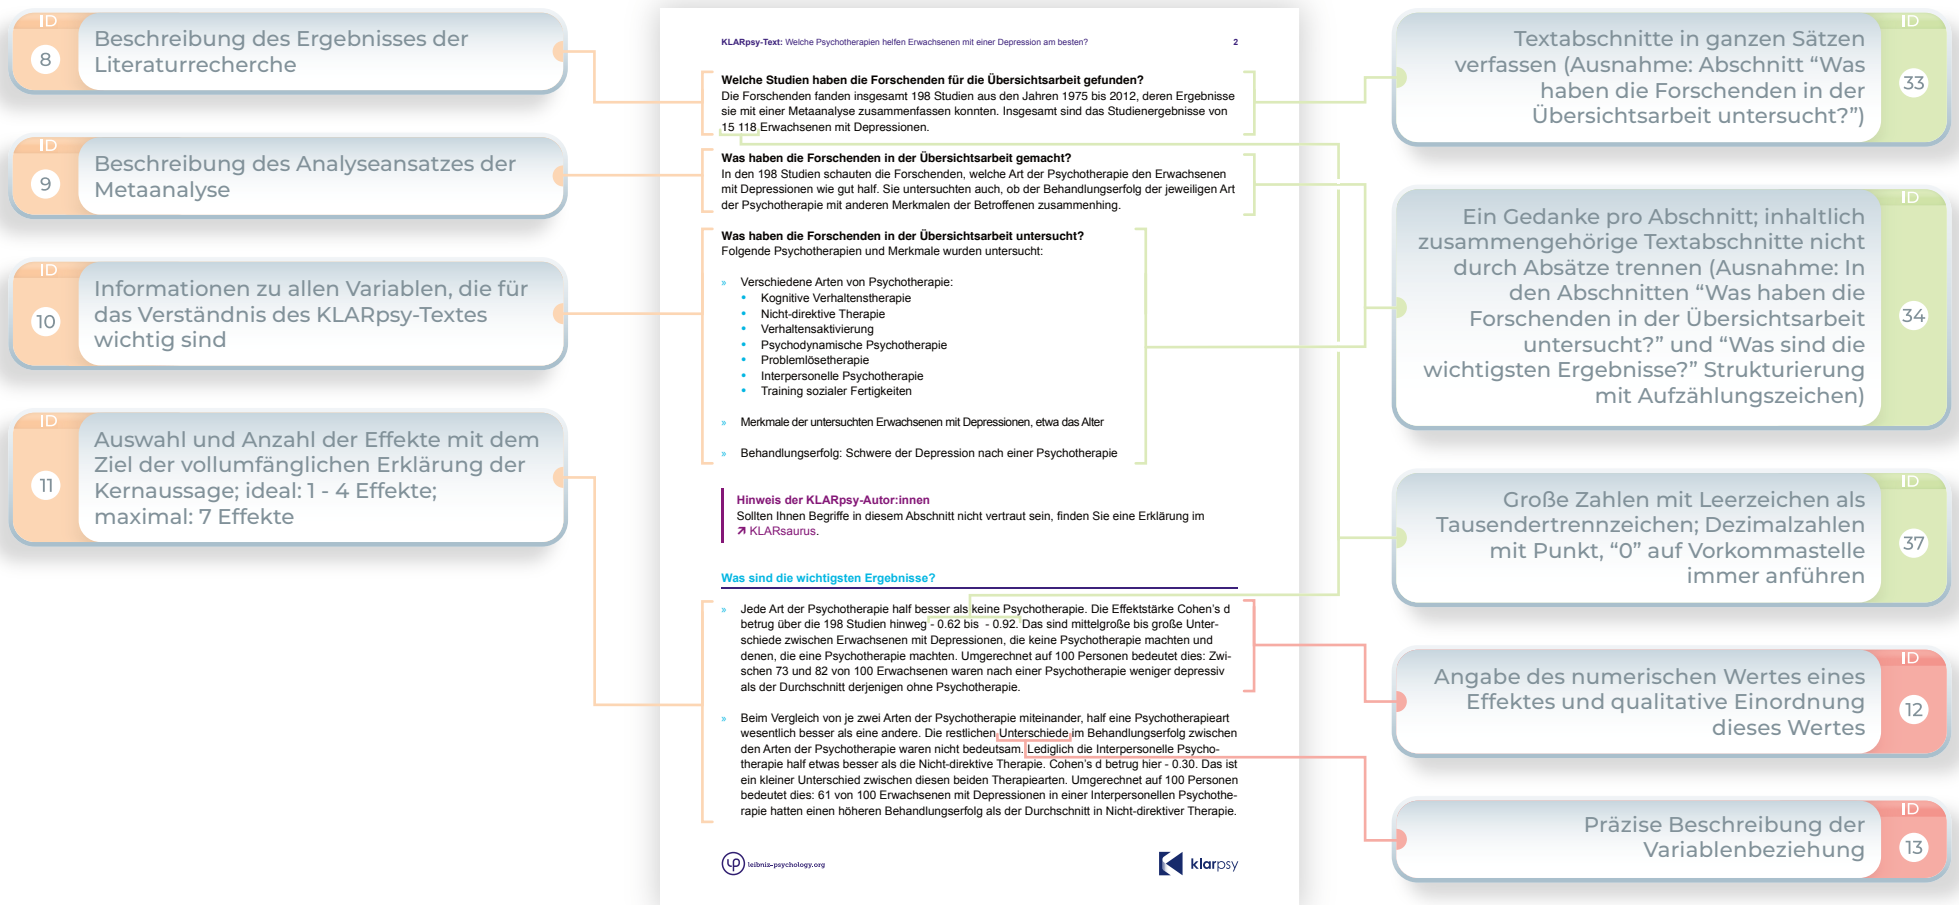 ID
8
Beschreibung des Ergebnisses der
Literaturrecherche
ID
9
Beschreibung des Analyseansatzes der
Metaanalyse
ID
10
Informationen zu allen Variablen, die für
das Verständnis des KLARpsy-Textes
wichtig sind
ID
11
Auswahl und Anzahl der Effekte mit dem
Ziel der vollumfänglichen Erklärung der
Kernaussage; ideal: 1 - 4 Effekte;
maximal: 7 Effekte
KLARpsy-Text: Welche Psychotherapien helfen Erwachsenen mit einer Depression am besten? 2
Welche Studien haben die Forschenden für die Übersichtsarbeit gefunden?
Die Forschenden fanden insgesamt 198 Studien aus den Jahren 1975 bis 2012, deren Ergebnisse
sie mit einer Metaanalyse zusammenfassen konnten. Insgesamt sind das Studienergebnisse von
15 118 Erwachsenen mit Depressionen.
Was haben die Forschenden in der Übersichtsarbeit gemacht?
In den 198 Studien schauten die Forschenden, welche Art der Psychotherapie den Erwachsenen
mit Depressionen wie gut half. Sie untersuchten auch, ob der Behandlungserfolg der jeweiligen Art
der Psychotherapie mit anderen Merkmalen der Betroffenen zusammenhing.
Was haben die Forschenden in der Übersichtsarbeit untersucht?
Folgende Psychotherapien und Merkmale wurden untersucht:
» Verschiedene Arten von Psychotherapie:
• Kognitive Verhaltenstherapie
• Nicht-direktive Therapie
• Verhaltensaktivierung
• Psychodynamische Psychotherapie
• Problemlösetherapie
• Interpersonelle Psychotherapie
• Training sozialer Fertigkeiten
» Merkmale der untersuchten Erwachsenen mit Depressionen, etwa das Alter
» Behandlungserfolg: Schwere der Depression nach einer Psychotherapie
Hinweis der KLARpsy-Autor:innen
Sollten Ihnen Begriffe in diesem Abschnitt nicht vertraut sein, finden Sie eine Erklärung im
↗ KLARsaurus.
Was sind die wichtigsten Ergebnisse?
» Jede Art der Psychotherapie half besser als keine Psychotherapie. Die Effektstärke Cohen's d
betrug über die 198 Studien hinweg - 0.62 bis - 0.92. Das sind mittelgroße bis große Unter-
schiede zwischen Erwachsenen mit Depressionen, die keine Psychotherapie machten und
denen, die eine Psychotherapie machten. Umgerechnet auf 100 Personen bedeutet dies: Zwi-
schen 73 und 82 von 100 Erwachsenen waren nach einer Psychotherapie weniger depressiv
als der Durchschnitt derjenigen ohne Psychotherapie.
» Beim Vergleich von je zwei Arten der Psychotherapie miteinander, half eine Psychotherapieart
wesentlich besser als eine andere. Die restlichen Unterschiede im Behandlungserfolg zwischen
den Arten der Psychotherapie waren nicht bedeutsam. Lediglich die Interpersonelle Psycho-
therapie half etwas besser als die Nicht-direktive Therapie. Cohen's d betrug hier - 0.30. Das ist
ein kleiner Unterschied zwischen diesen beiden Therapiearten. Umgerechnet auf 100 Personen
bedeutet dies: 61 von 100 Erwachsenen mit Depressionen in einer Interpersonellen Psychothe-
rapie hatten einen höheren Behandlungserfolg als der Durchschnitt in Nicht-direktiver Therapie.
leibniz-psychology.org
klarpsy
ID
33
Textabschnitte in ganzen Sätzen
verfassen (Ausnahme: Abschnitt “Was
haben die Forschenden in der
Übersichtsarbeit untersucht?”)
ID
34
Ein Gedanke pro Abschnitt; inhaltlich
zusammengehörige Textabschnitte nicht
durch Absätze trennen (Ausnahme: In
den Abschnitten “Was haben die
Forschenden in der Übersichtsarbeit
untersucht?” und “Was sind die
wichtigsten Ergebnisse?” Strukturierung
mit Aufzählungszeichen)
ID
37
Große Zahlen mit Leerzeichen als
Tausendertrennzeichen; Dezimalzahlen
mit Punkt, “0” auf Vorkommastelle
immer anführen
ID
12
Angabe des numerischen Wertes eines
Effektes und qualitative Einordnung
dieses Wertes
ID
13
Präzise Beschreibung der
Variablenbeziehung